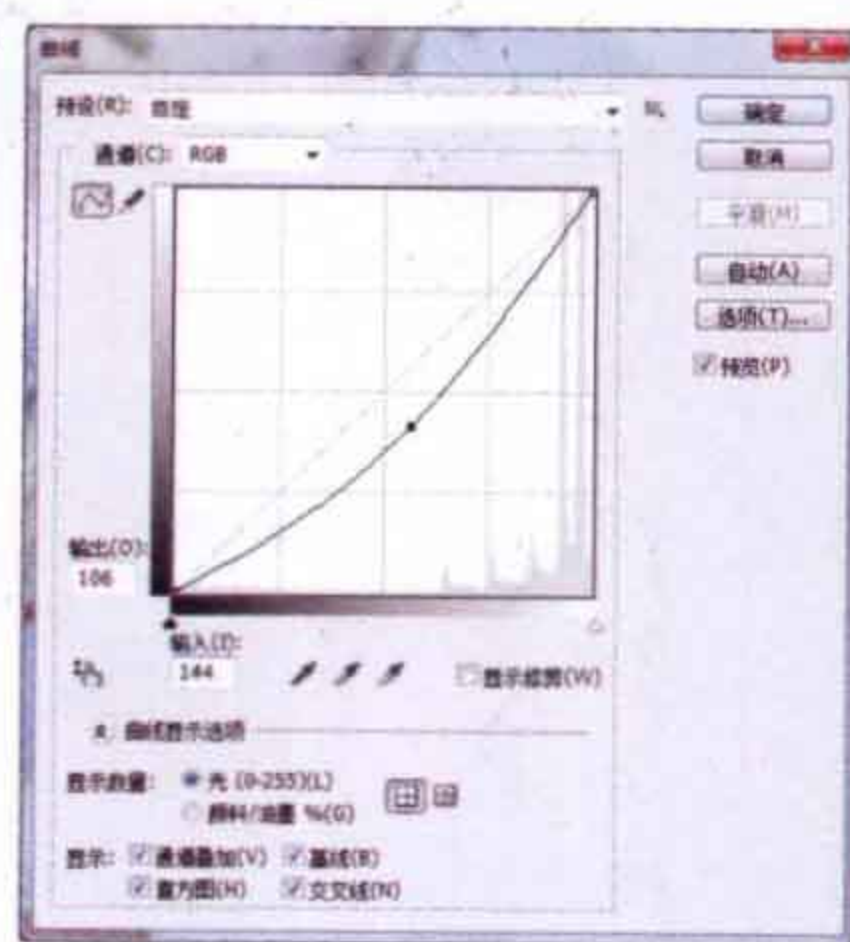 曲线
预设(R): 自定
确定
通道(C): RGB
取消
平滑(M)
自动(A)
选项(T)...
预览(P)
输出(O):
106
输入(I):
144
显示修剪(W)
曲线显示选项
显示数量: 光 (0-255)(L)
颜料/油墨 %(G)
显示: 通道叠加(V) 基线(B)
直方图(H) 交叉线(N)